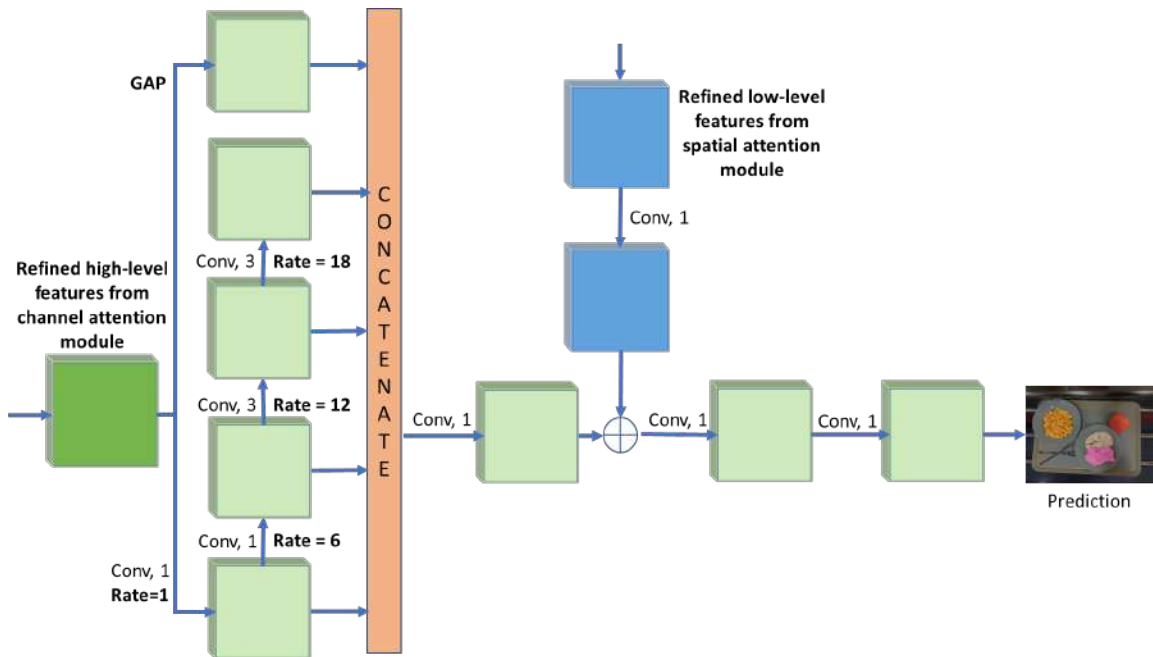 GAP
Refined low-level
features from
spatial attention
module
CONCATENATE
Conv, 1
Conv, 3 Rate = 18
Refined high-level
features from
channel attention
module
Conv, 3 Rate = 12
Conv, 1
Conv, 1
Conv, 1
Prediction
Conv, 1 Rate = 6
Conv, 1
Rate=1